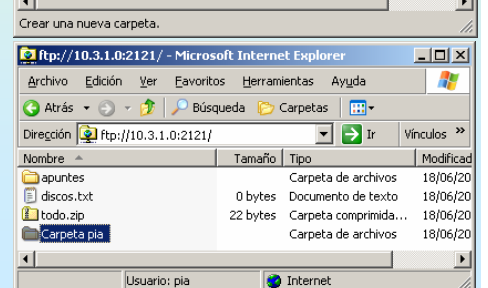 Crear una nueva carpeta.
ftp://10.3.1.0:2121/ - Microsoft Internet Explorer
Archivo Edición Ver Favoritos Herramientas Ayuda
Atrás Búsqueda Carpetas
Dirección ftp://10.3.1.0:2121/ Ir Vínculos »
Nombre Tamaño Tipo Modificad
apuntes Carpeta de archivos 18/06/20
discos.txt 0 bytes Documento de texto 18/06/20
todo.zip 22 bytes Carpeta comprimida... 18/06/20
Carpeta pia Carpeta de archivos 18/06/20
Usuario: pia Internet